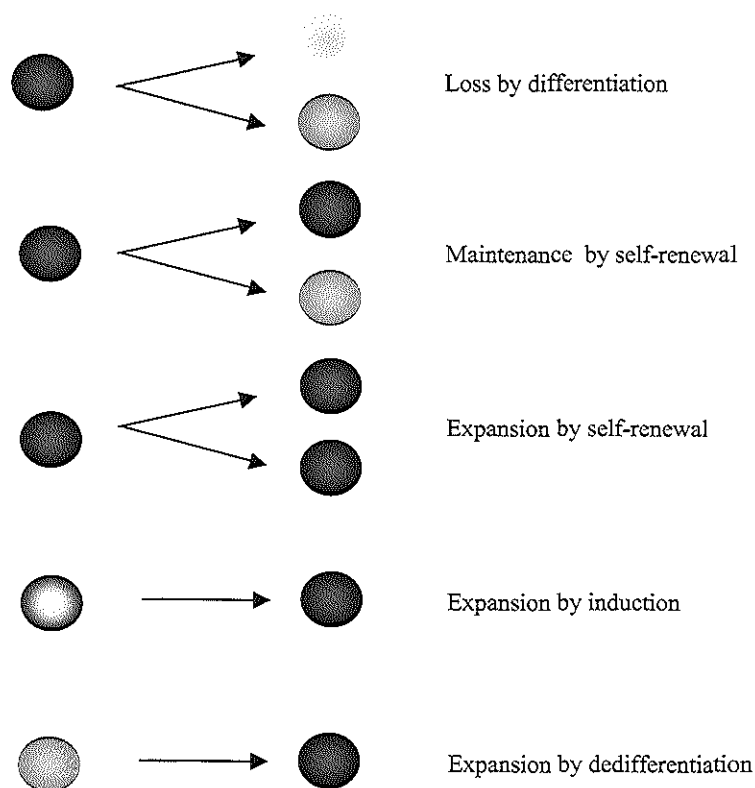 Loss by differentiation
Maintenance by self-renewal
Expansion by self-renewal
Expansion by induction
Expansion by dedifferentiation